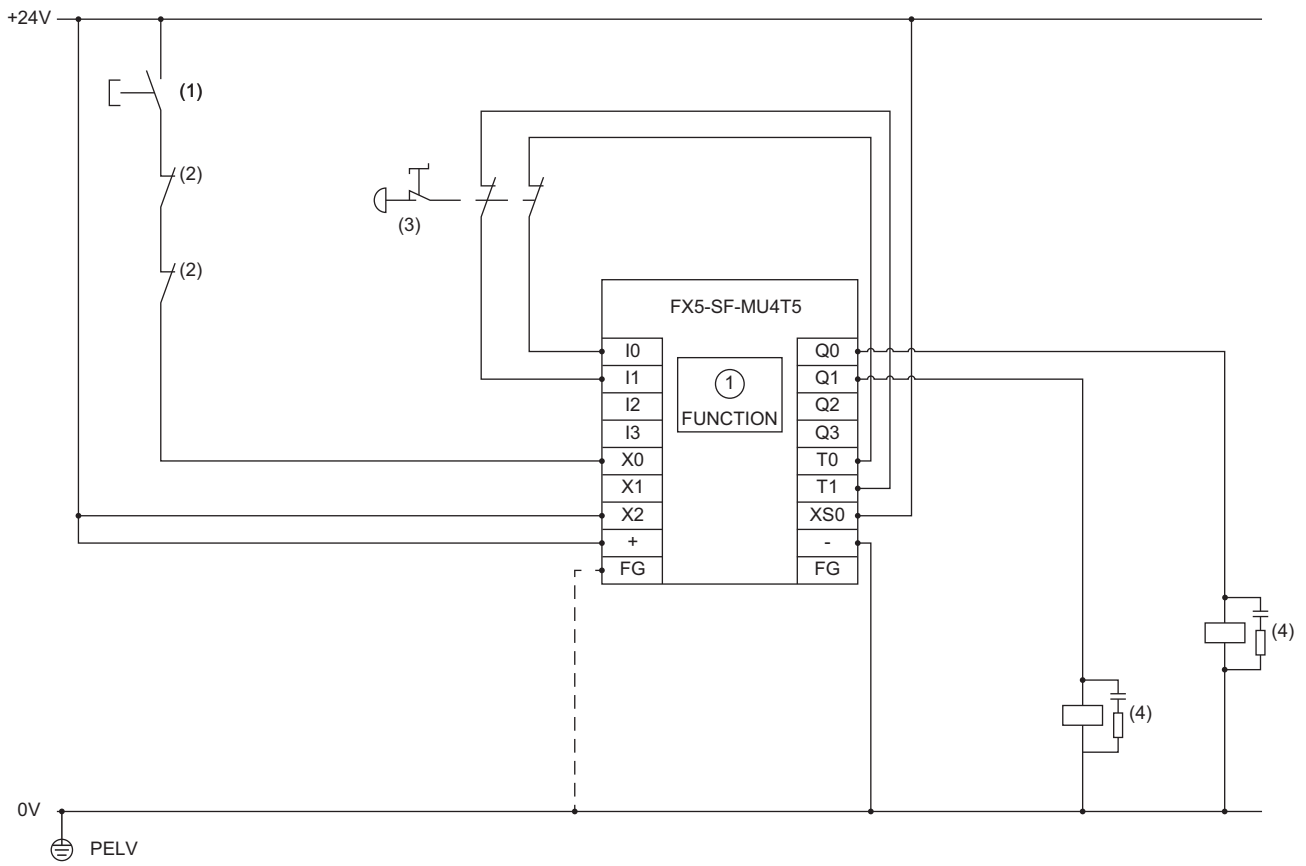 +24V
(1)
(2)
(3)
(2)
FX5-SF-MU4T5
I0
Q0
I1
1
Q1
I2
FUNCTION
Q2
I3
Q3
X0
T0
X1
T1
X2
XS0
+
-
FG
FG
(4)
(4)
0V
PELV